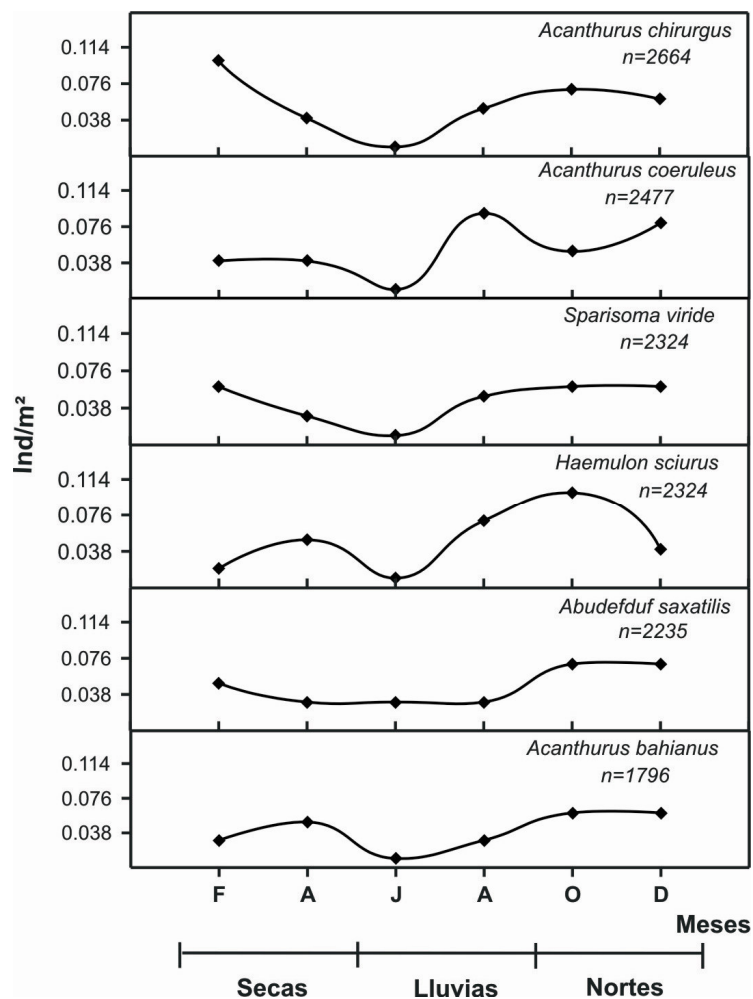 Acanthurus chirurgus
n=2664
0.114
0.076
0.038
Acanthurus coeruleus
n=2477
0.114
0.076
0.038
Sparisoma viride
n=2324
0.114
0.076
0.038
Ind/m²
Haemulon sciurus
n=2324
0.114
0.076
0.038
Abudefduf saxatilis
n=2235
0.114
0.076
0.038
Acanthurus bahianus
n=1796
0.114
0.076
0.038
F A J A O D
Meses
Secas Lluvias Nortes